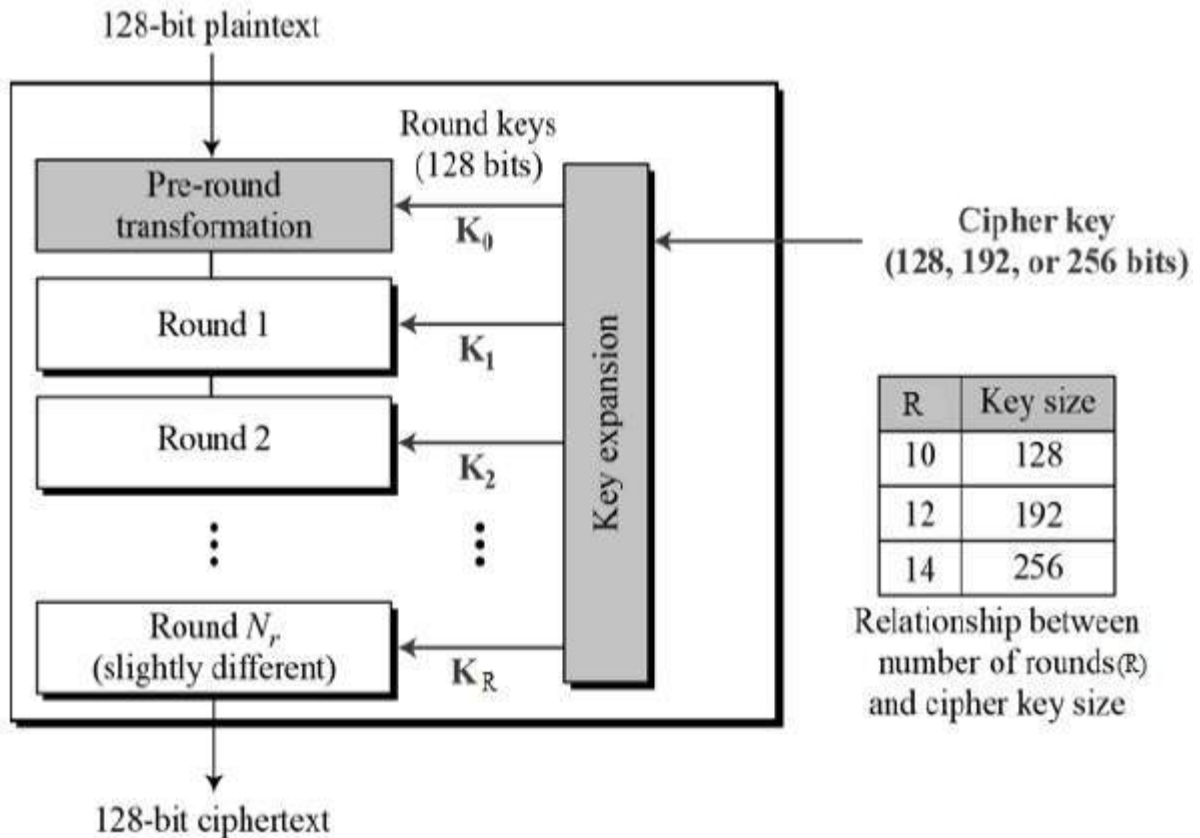 128-bit plaintext
Round keys
(128 bits)
Pre-round
transformation
K₀
Cipher key
(128, 192, or 256 bits)
Round 1
K₁
Key expansion
Round 2
K₂
R Key size
10 128
12 192
14 256
Round Nᵣ
(slightly different)
K_R
Relationship between
number of rounds(R)
and cipher key size
128-bit ciphertext